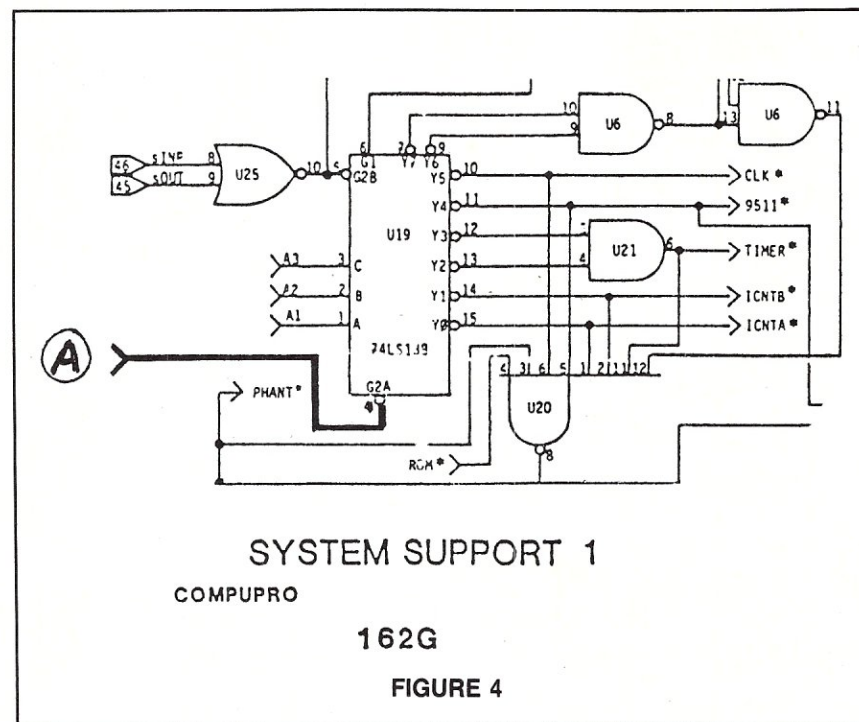 46 sINP 8
45 sOUT 9
U25
10 5
G2B
6
G1
7
Y7
9
Y6
10
9
U6
8
13
U6
11
Y5 10
CLK*
Y4 11
9511*
U19
Y3 12
4
U21
6
TIMER*
Y2 13
Y1 14
ICNTB*
Y0 15
ICNTA*
A3 3 C
A2 2 B
A1 1 A
A
G2A
4
PHANT*
ROM*
4 3 6 5 1 2 11 12
U20
8
SYSTEM SUPPORT 1
COMPUPRO
162G
FIGURE 4